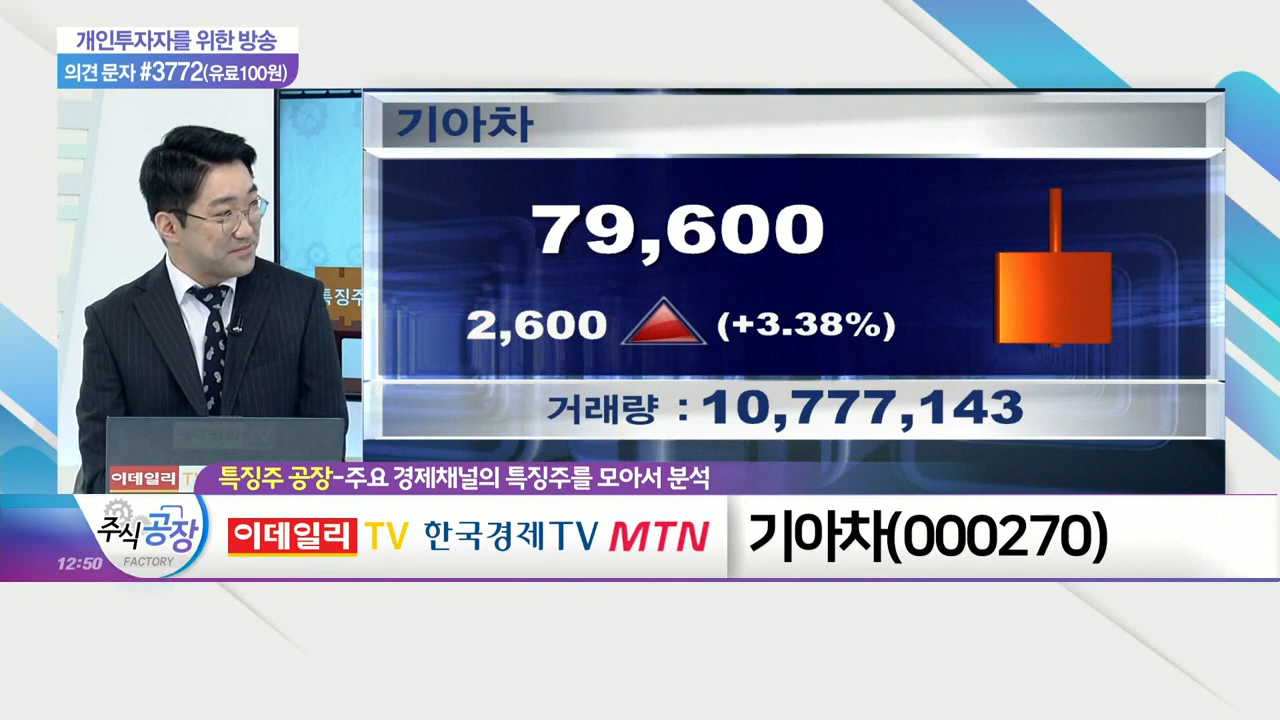 개인투자자를 위한 방송
의견 문자 #3772(유료100원)
기아차
79,600
2,600 (+3.38%)
거래량 : 10,777,143
특징주
이데일리 TV
특징주 공장-주요 경제채널의 특징주를 모아서 분석
주식공장
FACTORY
12:50
이데일리 TV 한국경제TV MTN
기아차(000270)